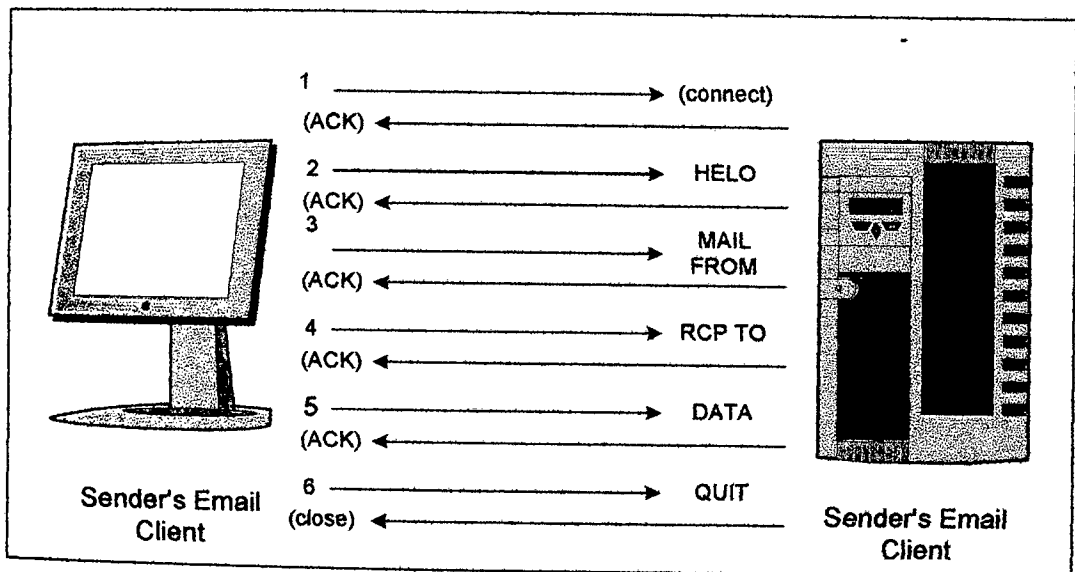 1 (connect)
(ACK)
2 HELO
(ACK)
3 MAIL
FROM
(ACK)
4 RCP TO
(ACK)
5 DATA
(ACK)
6 QUIT
(close)
Sender's Email
Client
Sender's Email
Client